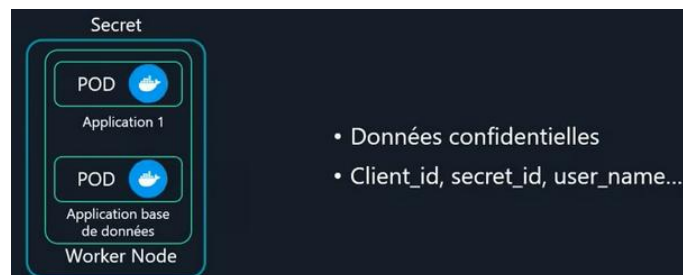 Secret
POD
Application 1
POD
Application base
de données
Worker Node
• Données confidentielles
• Client_id, secret_id, user_name...